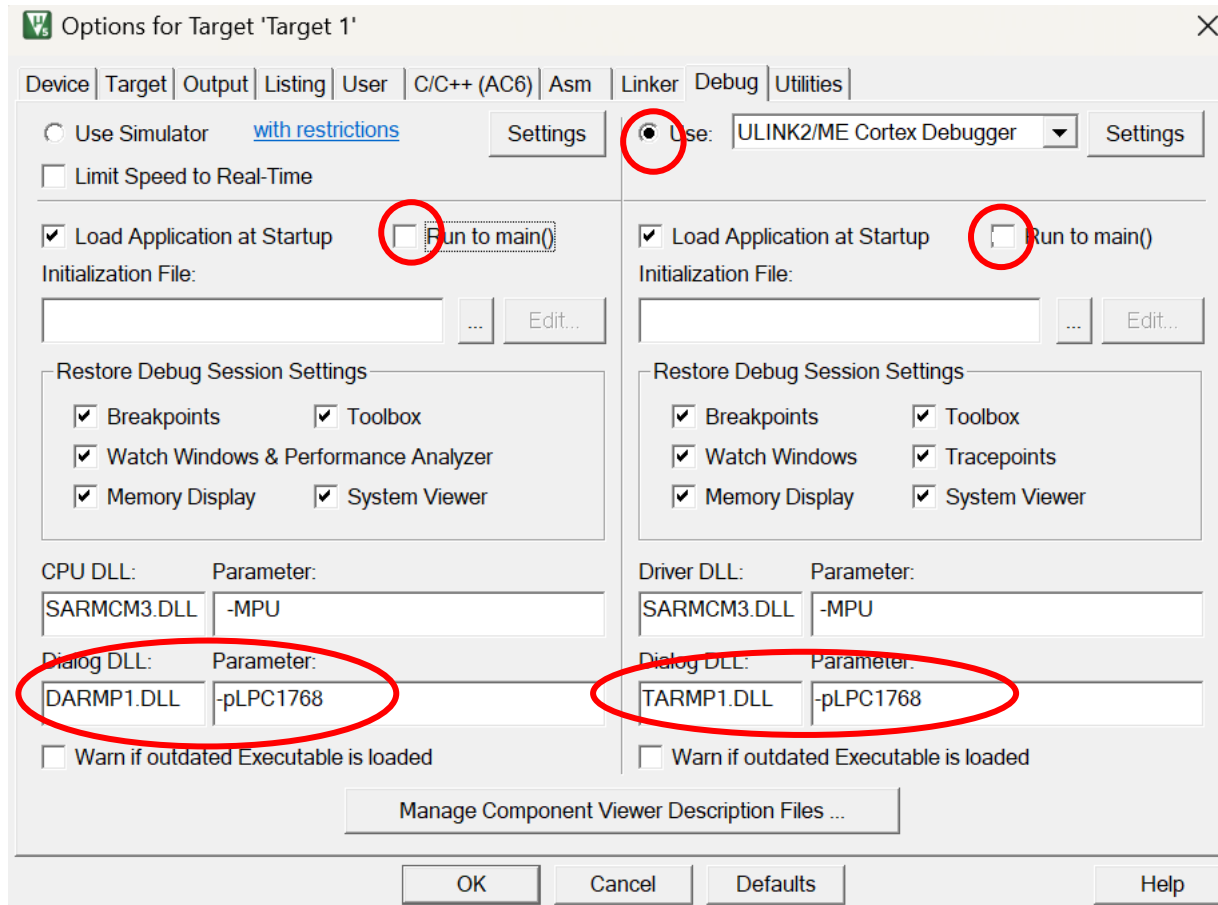 Options for Target 'Target 1'
Device Target Output Listing User C/C++ (AC6) Asm Linker Debug Utilities
Use Simulator with restrictions Settings
Limit Speed to Real-Time
Use: ULINK2/ME Cortex Debugger Settings
Load Application at Startup Run to main()
Initialization File:
... Edit...
Restore Debug Session Settings
Breakpoints Toolbox
Watch Windows & Performance Analyzer
Memory Display System Viewer
CPU DLL: Parameter:
SARMCM3.DLL -MPU
Dialog DLL: Parameter:
DARMP1.DLL -pLPC1768
Warn if outdated Executable is loaded
Load Application at Startup Run to main()
Initialization File:
... Edit...
Restore Debug Session Settings
Breakpoints Toolbox
Watch Windows Tracepoints
Memory Display System Viewer
Driver DLL: Parameter:
SARMCM3.DLL -MPU
Dialog DLL: Parameter:
TARMP1.DLL -pLPC1768
Warn if outdated Executable is loaded
Manage Component Viewer Description Files ...
OK Cancel Defaults Help